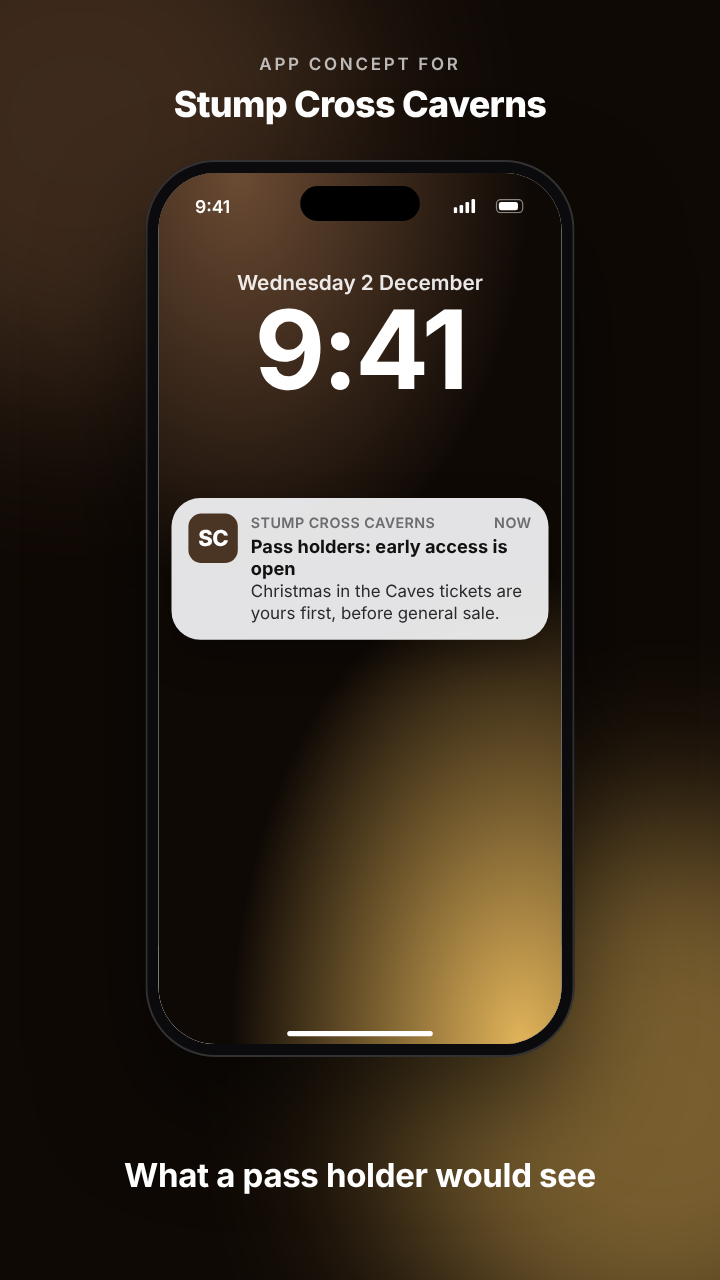 APP CONCEPT FOR
Stump Cross Caverns
9:41
Wednesday 2 December
9:41
SC
STUMP CROSS CAVERNS NOW
Pass holders: early access is
open
Christmas in the Caves tickets are
yours first, before general sale.
What a pass holder would see